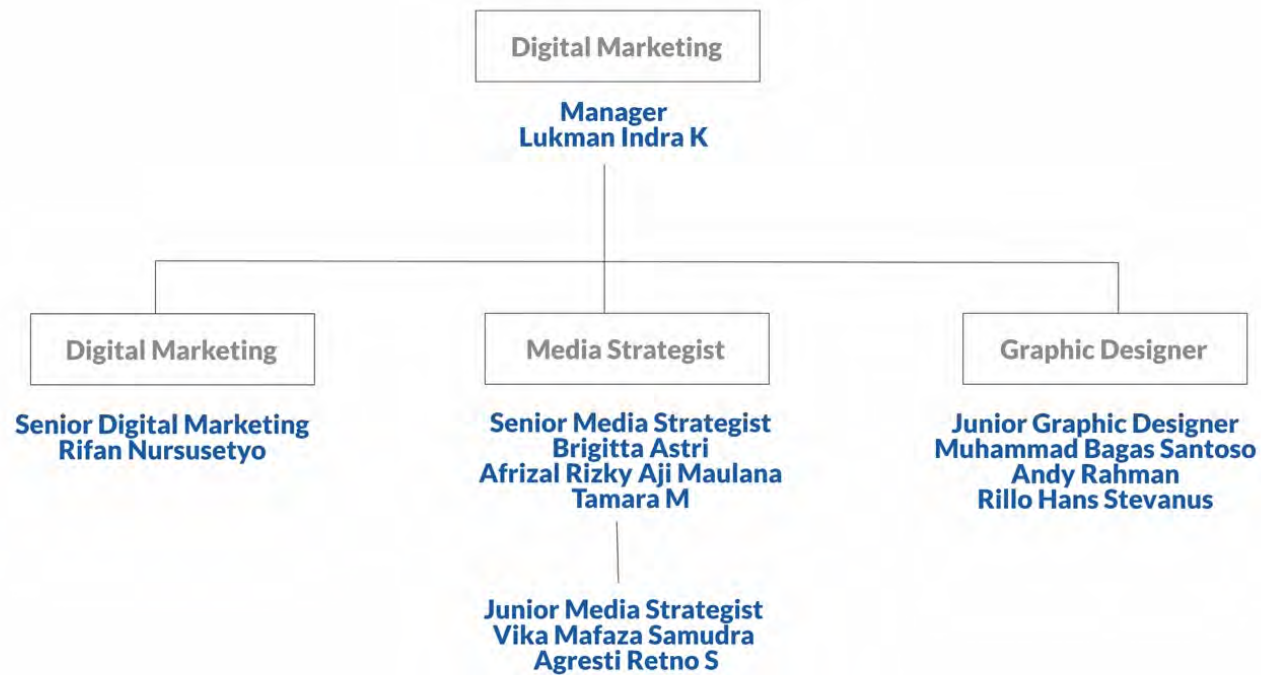 Digital Marketing
Manager
Lukman Indra K
Digital Marketing
Senior Digital Marketing
Rifan Nursusetyo
Media Strategist
Senior Media Strategist
Brigitta Astri
Afrizal Rizky Aji Maulana
Tamara M
Junior Media Strategist
Vika Mafaza Samudra
Agresti Retno S
Graphic Designer
Junior Graphic Designer
Muhammad Bagas Santoso
Andy Rahman
Rillo Hans Stevanus